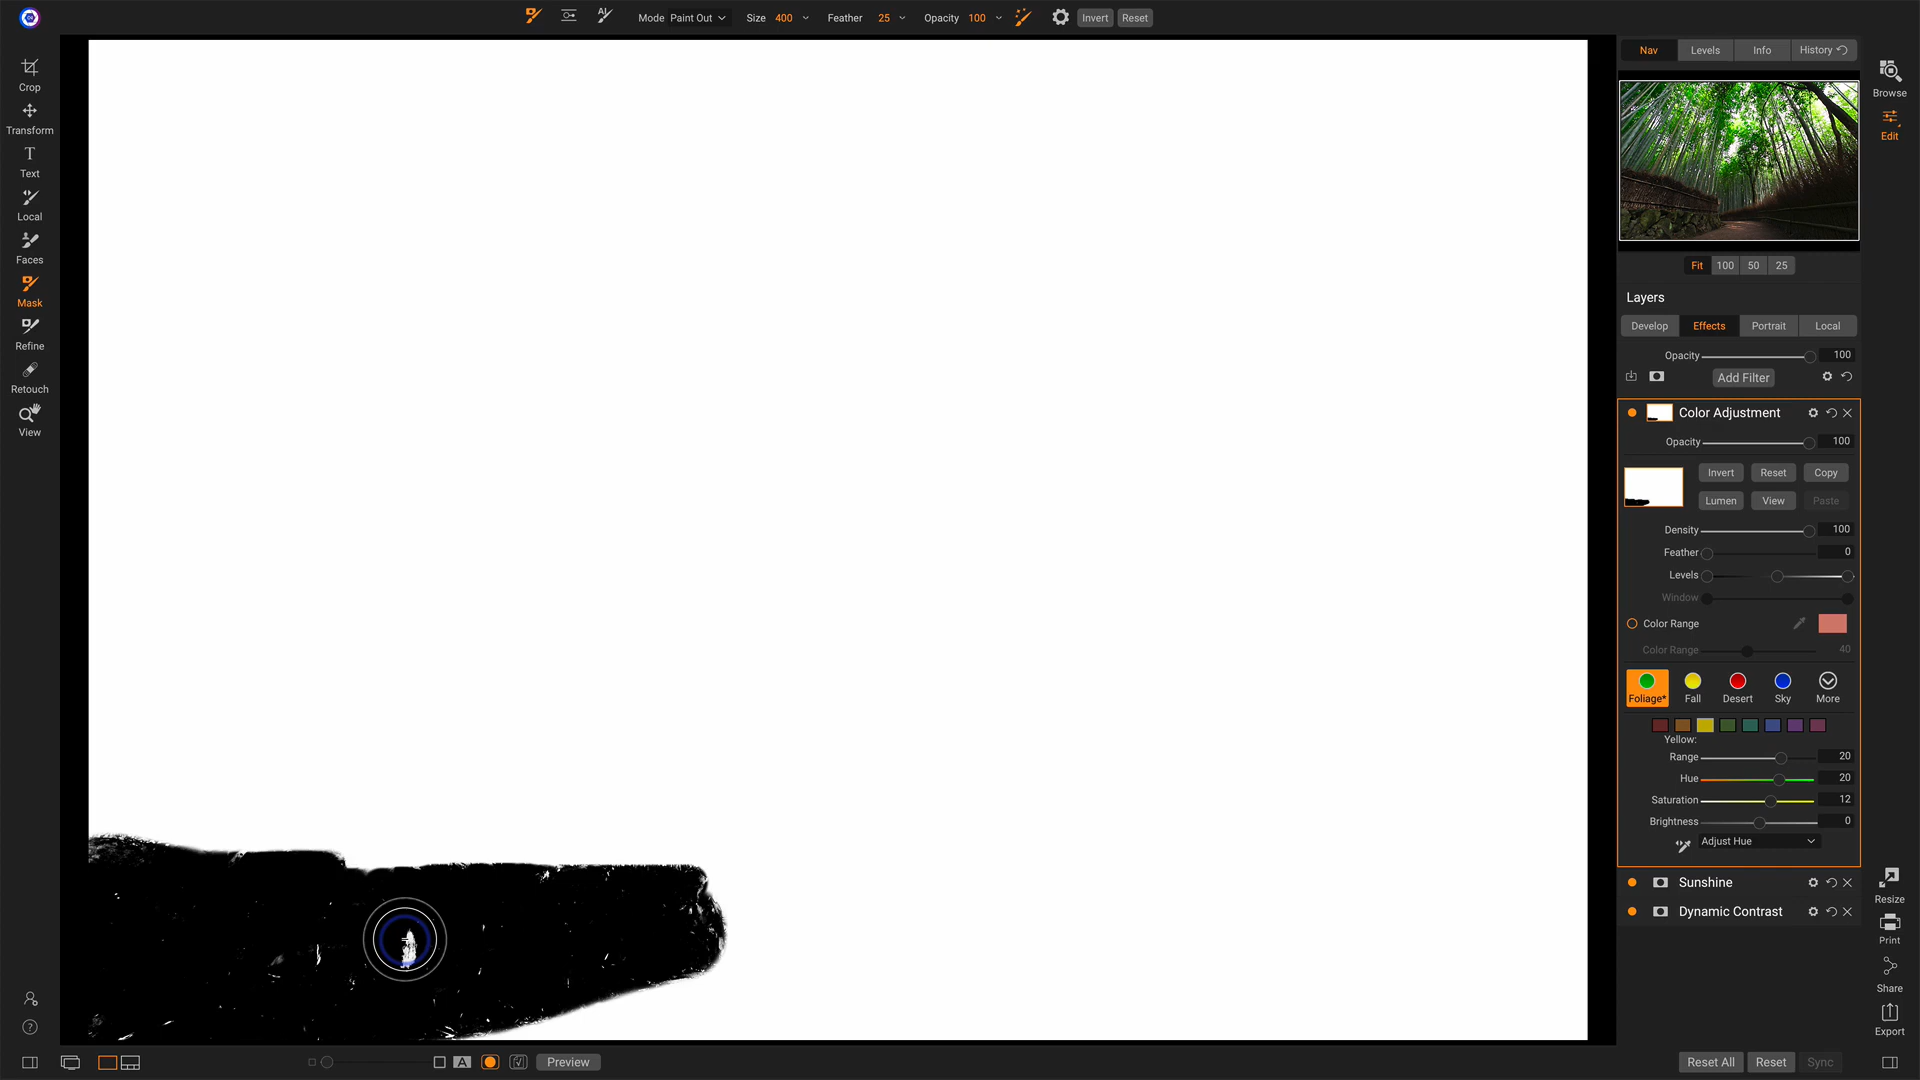 Mode Paint Out Size 400 Feather 25 Opacity 100 Invert Reset
Crop
Transform
Text
Local
Faces
Mask
Refine
Retouch
View
Nav Levels Info History
Browse
Edit
Fit 100 50 25
Layers
Develop Effects Portrait Local
Opacity 100
Add Filter
Color Adjustment
Opacity 100
Invert Reset Copy
Lumen View Paste
Density 100
Feather 0
Levels
Window
Color Range
Color Range 40
Foliage* Fall Desert Sky More
Yellow:
Range 20
Hue 20
Saturation 12
Brightness 0
Adjust Hue
Sunshine
Dynamic Contrast
Resize
Print
Share
Export
A Preview
Reset All Reset Sync